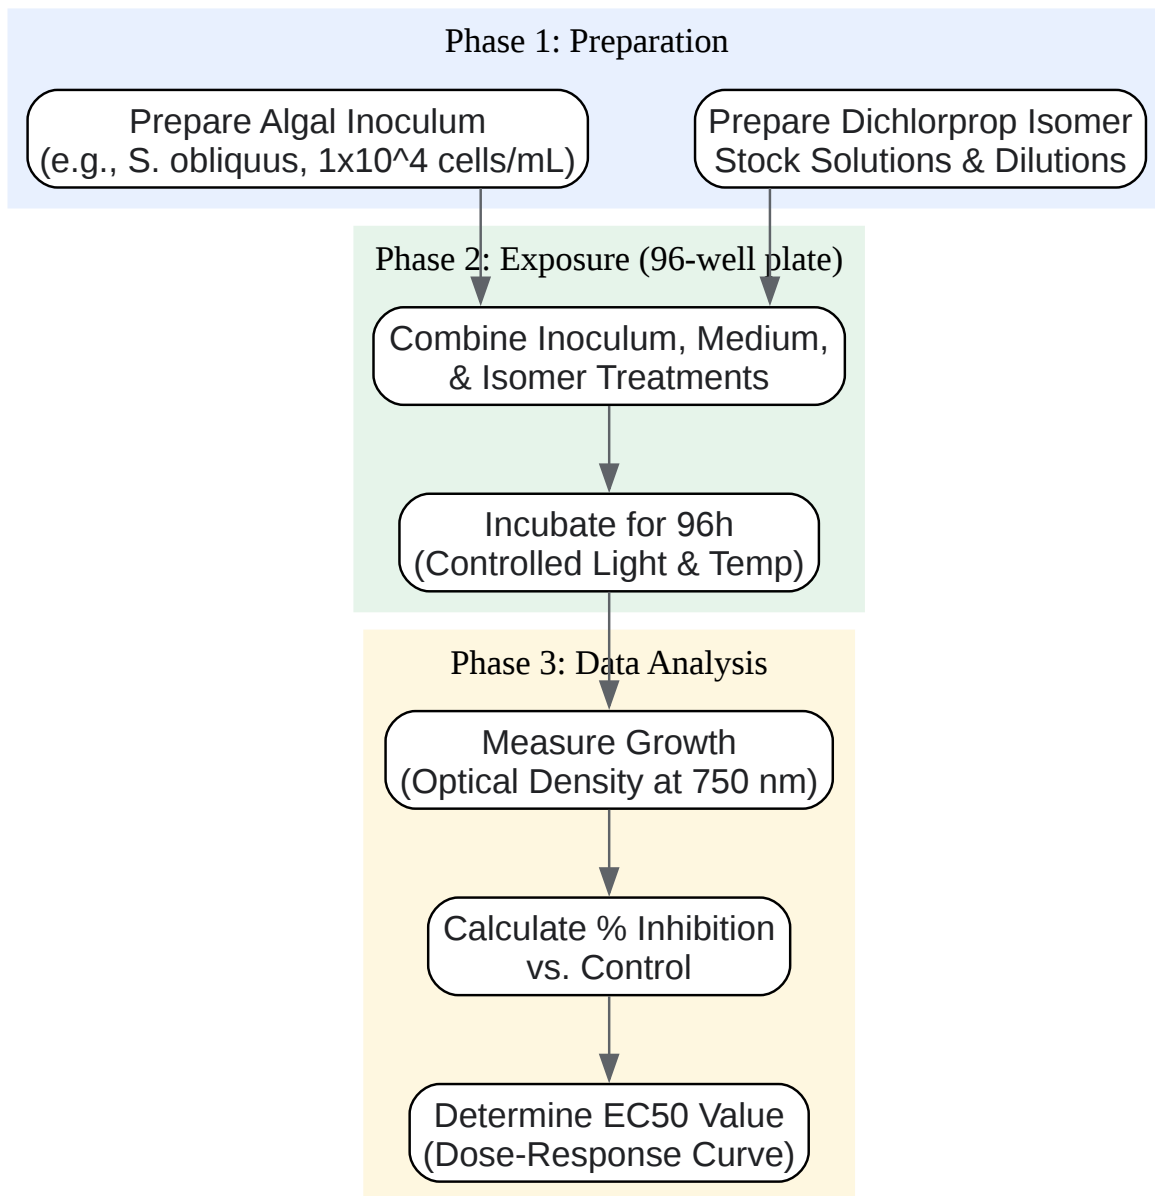 Phase 1: Preparation
Prepare Algal Inoculum
(e.g., S. obliquus, 1x10^4 cells/mL)
Prepare Dichlorprop Isomer
Stock Solutions & Dilutions
Phase 2: Exposure (96-well plate)
Combine Inoculum, Medium,
& Isomer Treatments
Incubate for 96h
(Controlled Light & Temp)
Phase 3: Data Analysis
Measure Growth
(Optical Density at 750 nm)
Calculate % Inhibition
vs. Control
Determine EC50 Value
(Dose-Response Curve)